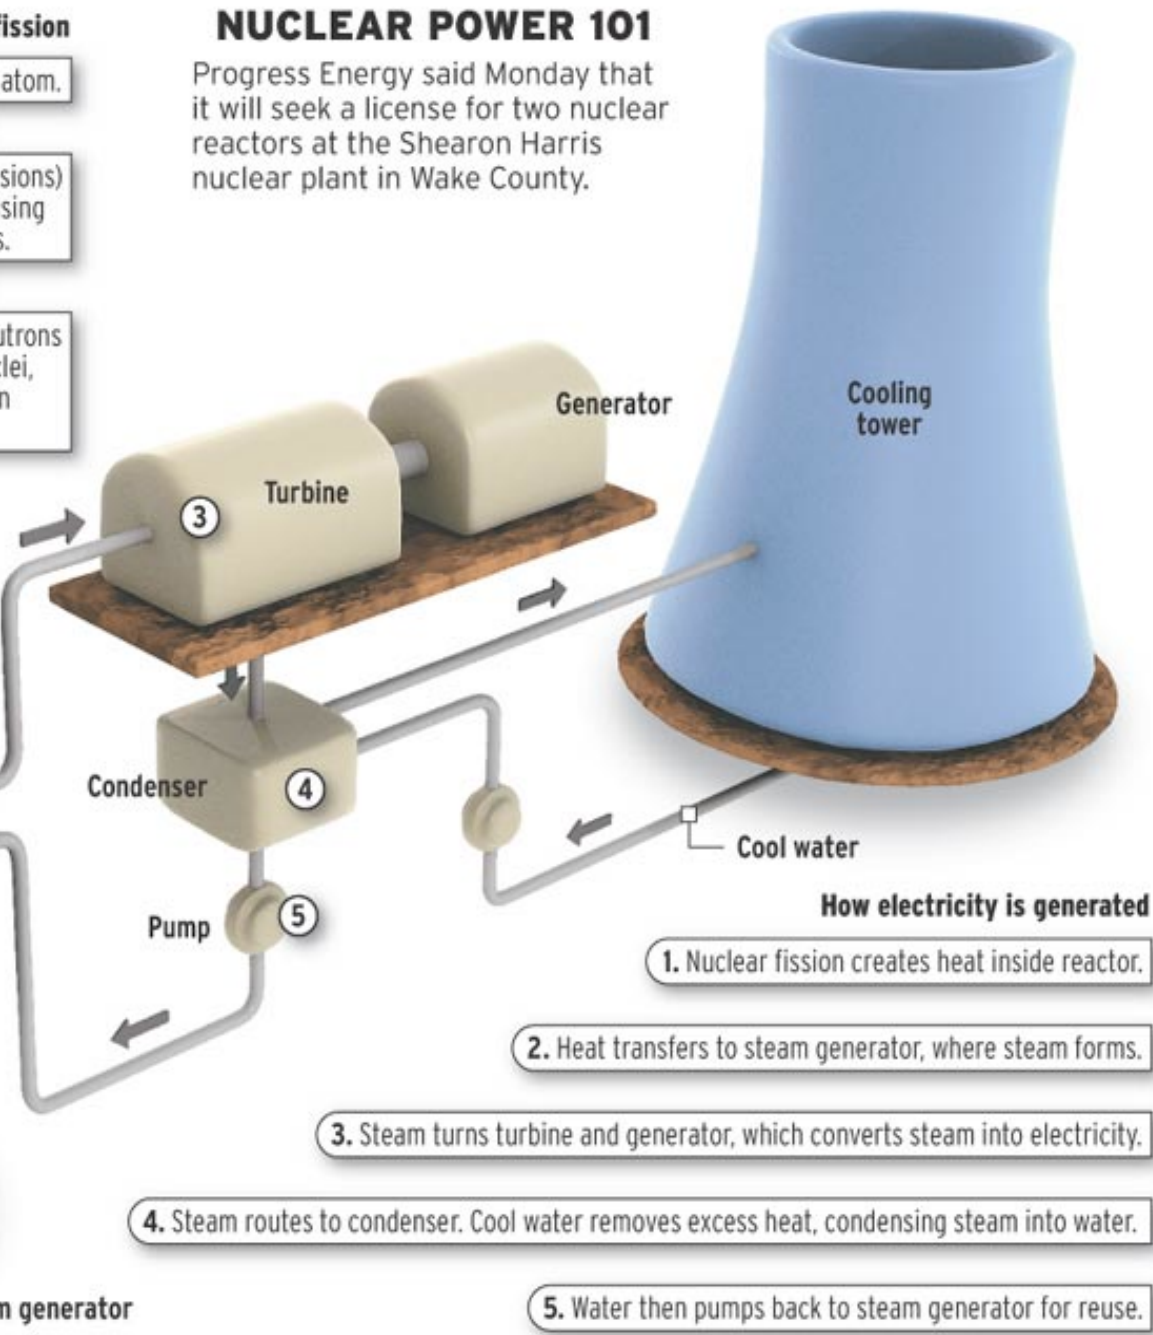 fission
atom.
NUCLEAR POWER 101
Progress Energy said Monday that
it will seek a license for two nuclear
reactors at the Shearon Harris
nuclear plant in Wake County.
Generator
Cooling
tower
Turbine
3
Condenser
4
Cool water
Pump
5
How electricity is generated
1. Nuclear fission creates heat inside reactor.
2. Heat transfers to steam generator, where steam forms.
3. Steam turns turbine and generator, which converts steam into electricity.
4. Steam routes to condenser. Cool water removes excess heat, condensing steam into water.
generator
5. Water then pumps back to steam generator for reuse.